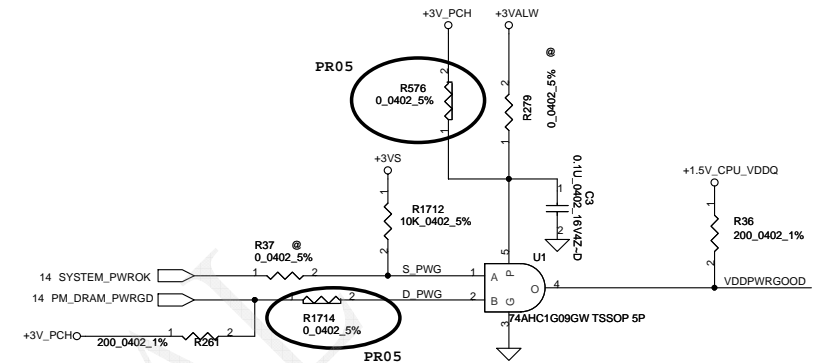 +3V_PCH
+3VALW
PR05
@
R576
0_0402_5%
2
1
2
1
R279
0_0402_5%
+3VS
1
R1712
10K_0402_5%
2
1
2
C3
0.1U_0402_16V4Z~D
+1.5V_CPU_VDDQ
1
R36
200_0402_1%
2
R37 @
0_0402_5%
U1
5
14 SYSTEM_PWROK
1
2
S_PWG
1
A
P
O
4
VDDPWRGOOD
14 PM_DRAM_PWRGD
1
2
D_PWG
2
B
G
3
R1714
0_0402_5%
74AHC1G09GW TSSOP 5P
+3V_PCH
200_0402_1%
1
2
R261
PR05